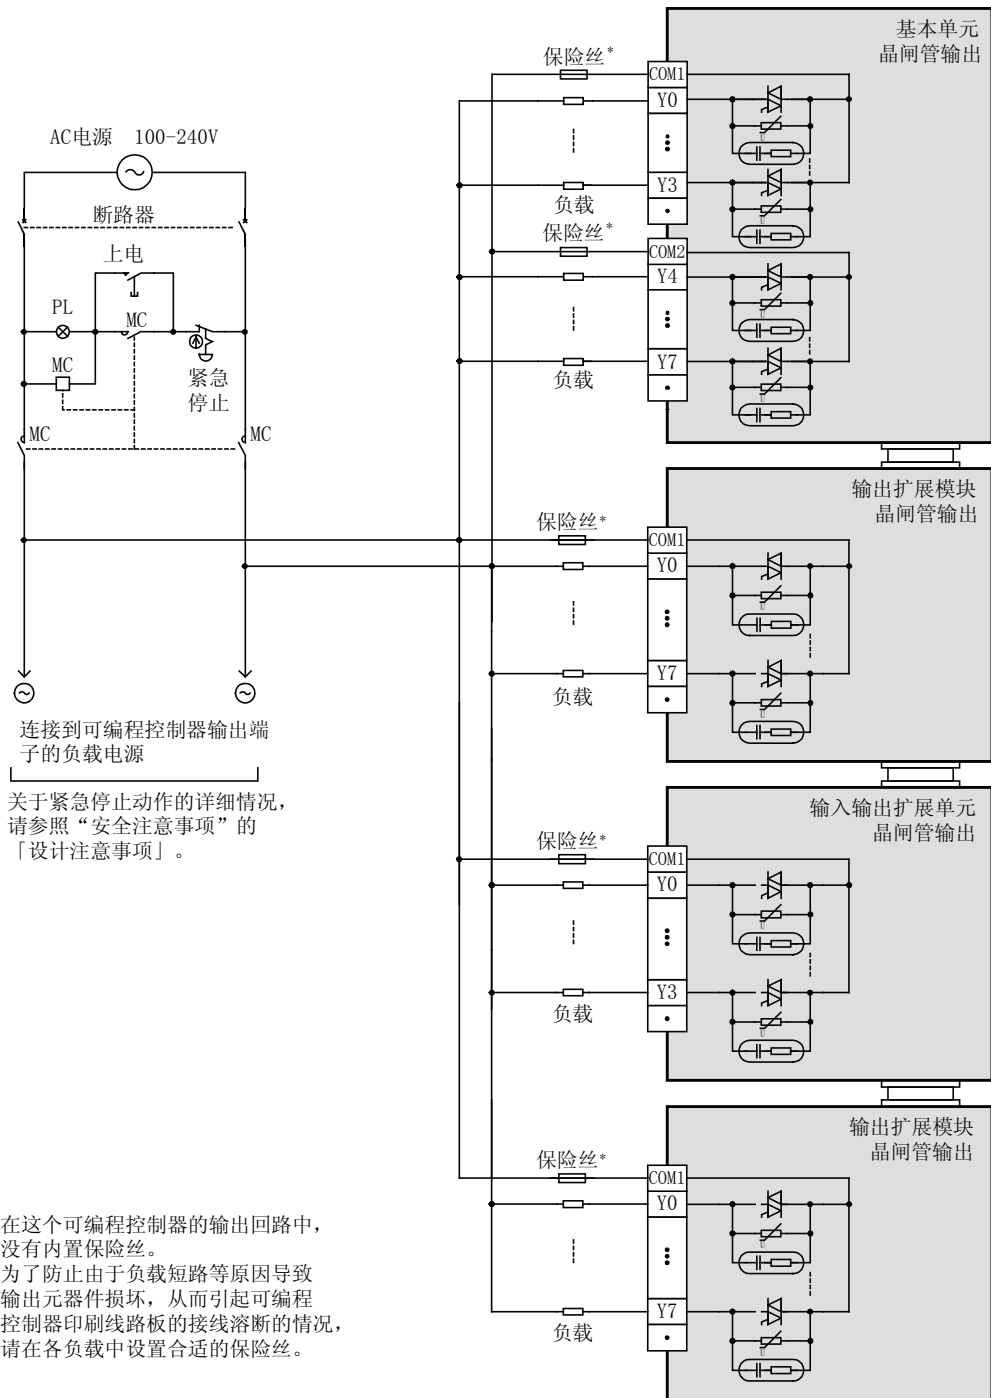 AC电源 100-240V
断路器
上电
PL
MC
MC
紧急
停止
MC
MC
连接到可编程控制器输出端
子的负载电源
关于紧急停止动作的详细情况，
请参照“安全注意事项”的
「设计注意事项」。
基本单元
晶闸管输出
保险丝*
COM1
Y0
Y3
负载
保险丝*
COM2
Y4
Y7
负载
输出扩展模块
晶闸管输出
保险丝*
COM1
Y0
Y7
负载
输入输出扩展单元
晶闸管输出
保险丝*
COM1
Y0
Y3
负载
输出扩展模块
晶闸管输出
保险丝*
COM1
Y0
Y7
负载
在这个可编程控制器的输出回路中，
没有内置保险丝。
为了防止由于负载短路等原因导致
输出元器件损坏，从而引起可编程
控制器印刷线路板的接线溶断的情况，
请在各负载中设置合适的保险丝。